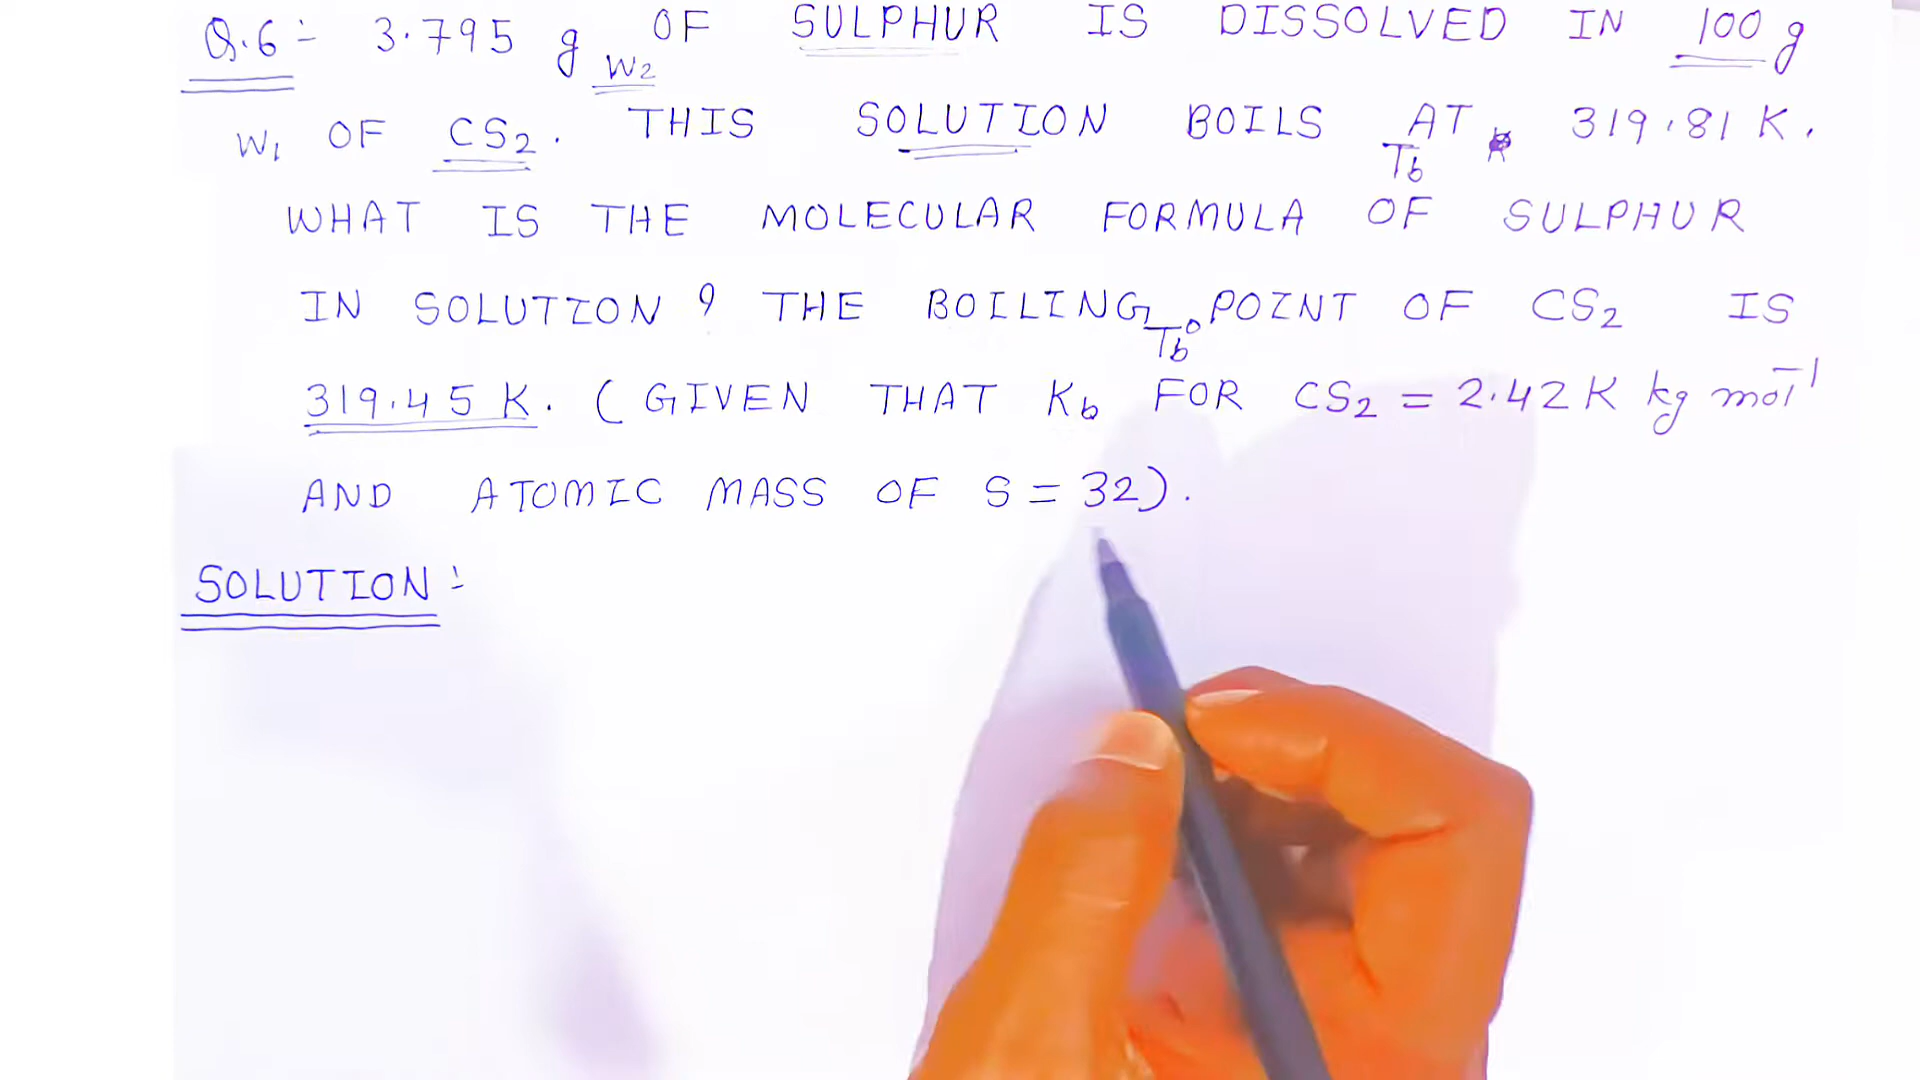 Q.6:- 3.795 g OF SULPHUR IS DISSOLVED IN 100 g
W2
W1 OF CS2. THIS SOLUTION BOILS AT 319.81 K.
Tb
WHAT IS THE MOLECULAR FORMULA OF SULPHUR
IN SOLUTION ? THE BOILING POINT OF CS2 IS
Tb°
319.45 K. (GIVEN THAT Kb FOR CS2 = 2.42 K kg mol-1
AND ATOMIC MASS OF S = 32).
SOLUTION:-